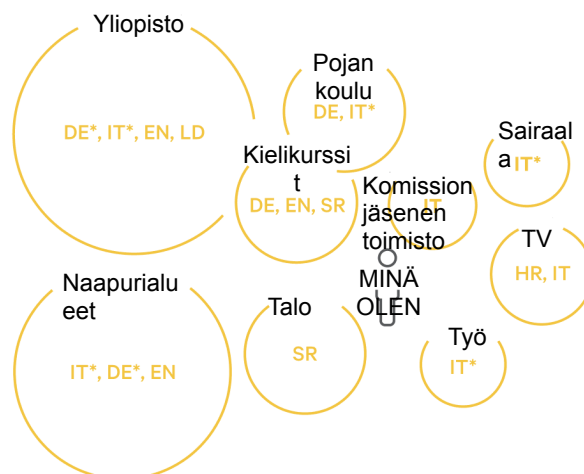 Yliopisto
DE*, IT*, EN, LD
Pojan
koulu
DE, IT*
Sairaal
a
IT*
Kielikurssi
t
DE, EN, SR
Komission
jäsenen
toimisto
IT
TV
HR, IT
MINÄ
OLEN
Naapurialu
eet
IT*, DE*, EN
Talo
SR
Työ
IT*